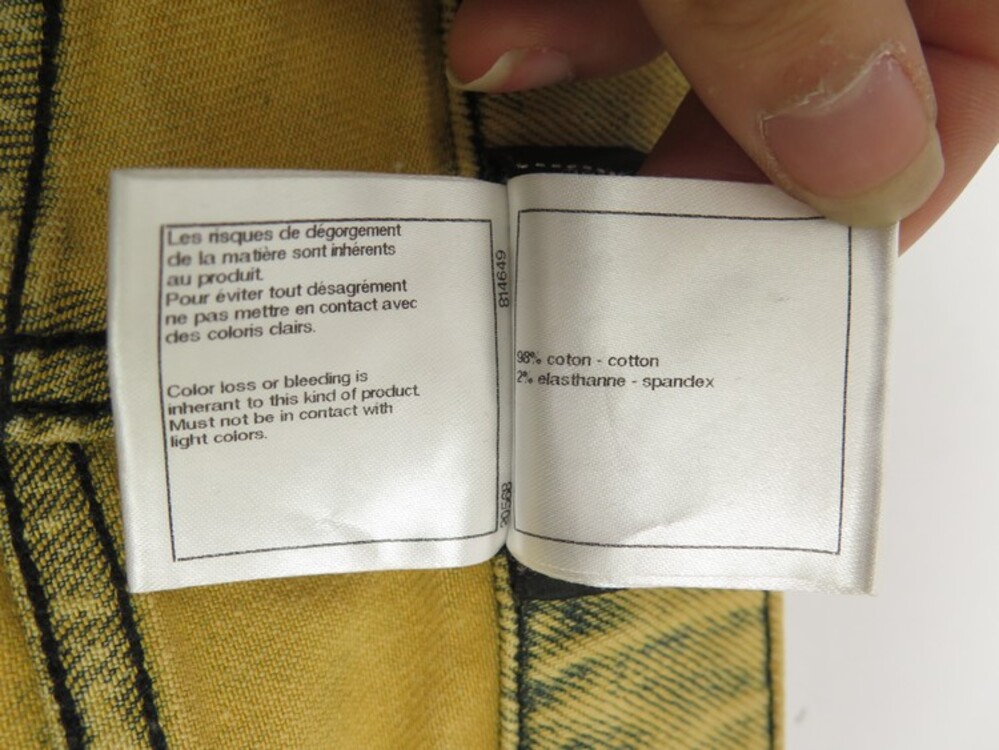 Les risques de dégorgement
de la matière sont inhérents
au produit.
Pour éviter tout désagrément
ne pas mettre en contact avec
des coloris clairs.
Color loss or bleeding is
inherant to this kind of product.
Must not be in contact with
light colors.
814649
20568
98% coton - cotton
2% elasthanne - spandex